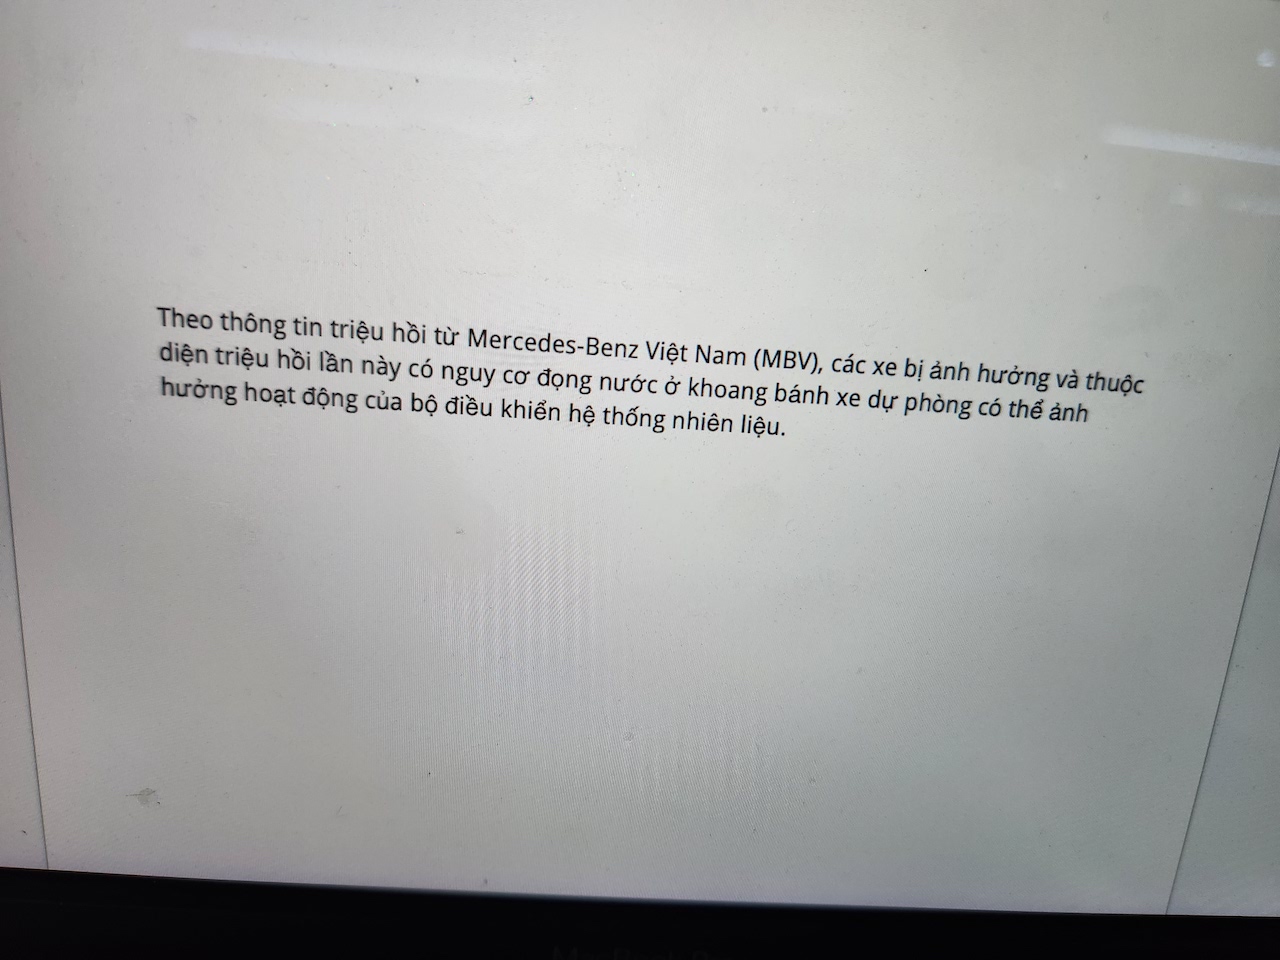 Theo thông tin triệu hồi từ Mercedes-Benz Việt Nam (MBV), các xe bị ảnh hưởng và thuộc
diện triệu hồi lần này có nguy cơ đọng nước ở khoang bánh xe dự phòng có thể ảnh
hưởng hoạt động của bộ điều khiển hệ thống nhiên liệu.